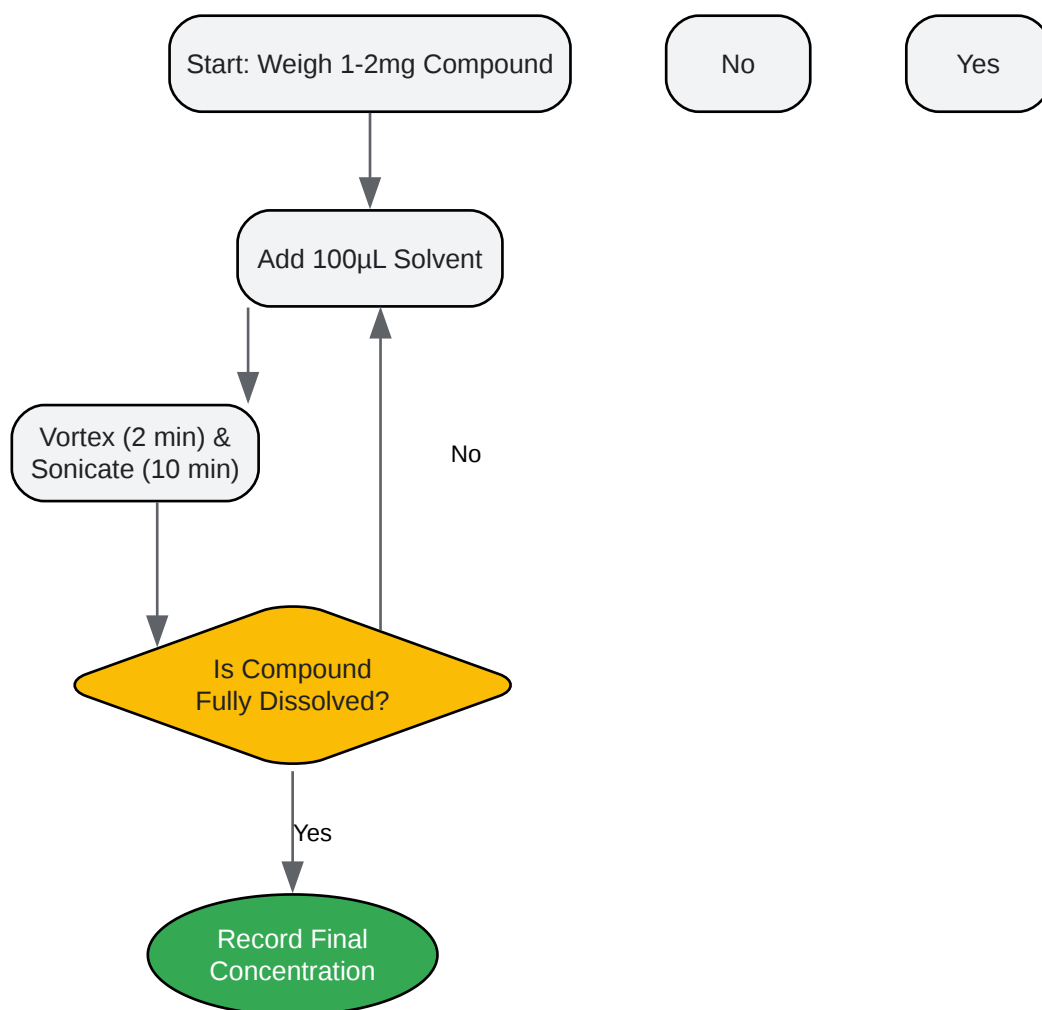 Start: Weigh 1-2mg Compound
No
Yes
Add 100µL Solvent
Vortex (2 min) &
Sonicate (10 min)
No
Is Compound
Fully Dissolved?
Yes
Record Final
Concentration